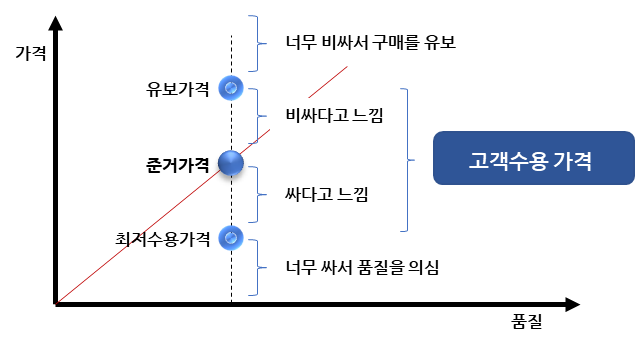 너무 비싸서 구매를 유보
가격
유보가격
비싸다고 느낌
고객수용 가격
준거가격
싸다고 느낌
최저수용가격
너무 싸서 품질을 의심
품질